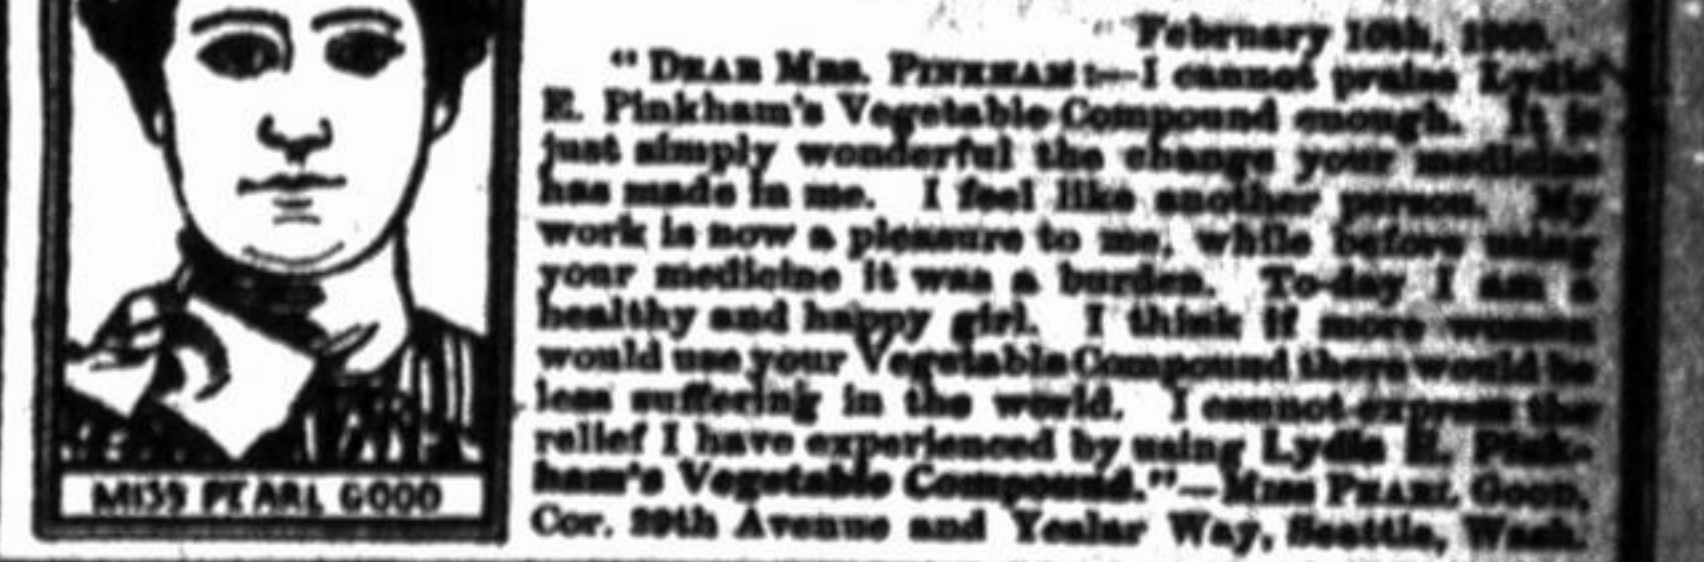 "February 10th, 1900.
"DEAR MRS. PINKHAM:—I cannot praise Lydia
E. Pinkham's Vegetable Compound enough. It is
just simply wonderful the change your medicine
has made in me. I feel like another person. My
work is now a pleasure to me, while before using
your medicine it was a burden. To-day I am a
healthy and happy girl. I think if more women
would use your Vegetable Compound there would be
less suffering in the world. I cannot express the
relief I have experienced by using Lydia E. Pink-
ham's Vegetable Compound."—MISS PEARL GOOD,
Cor. 29th Avenue and Yeslar Way, Seattle, Wash.
MISS PEARL GOOD